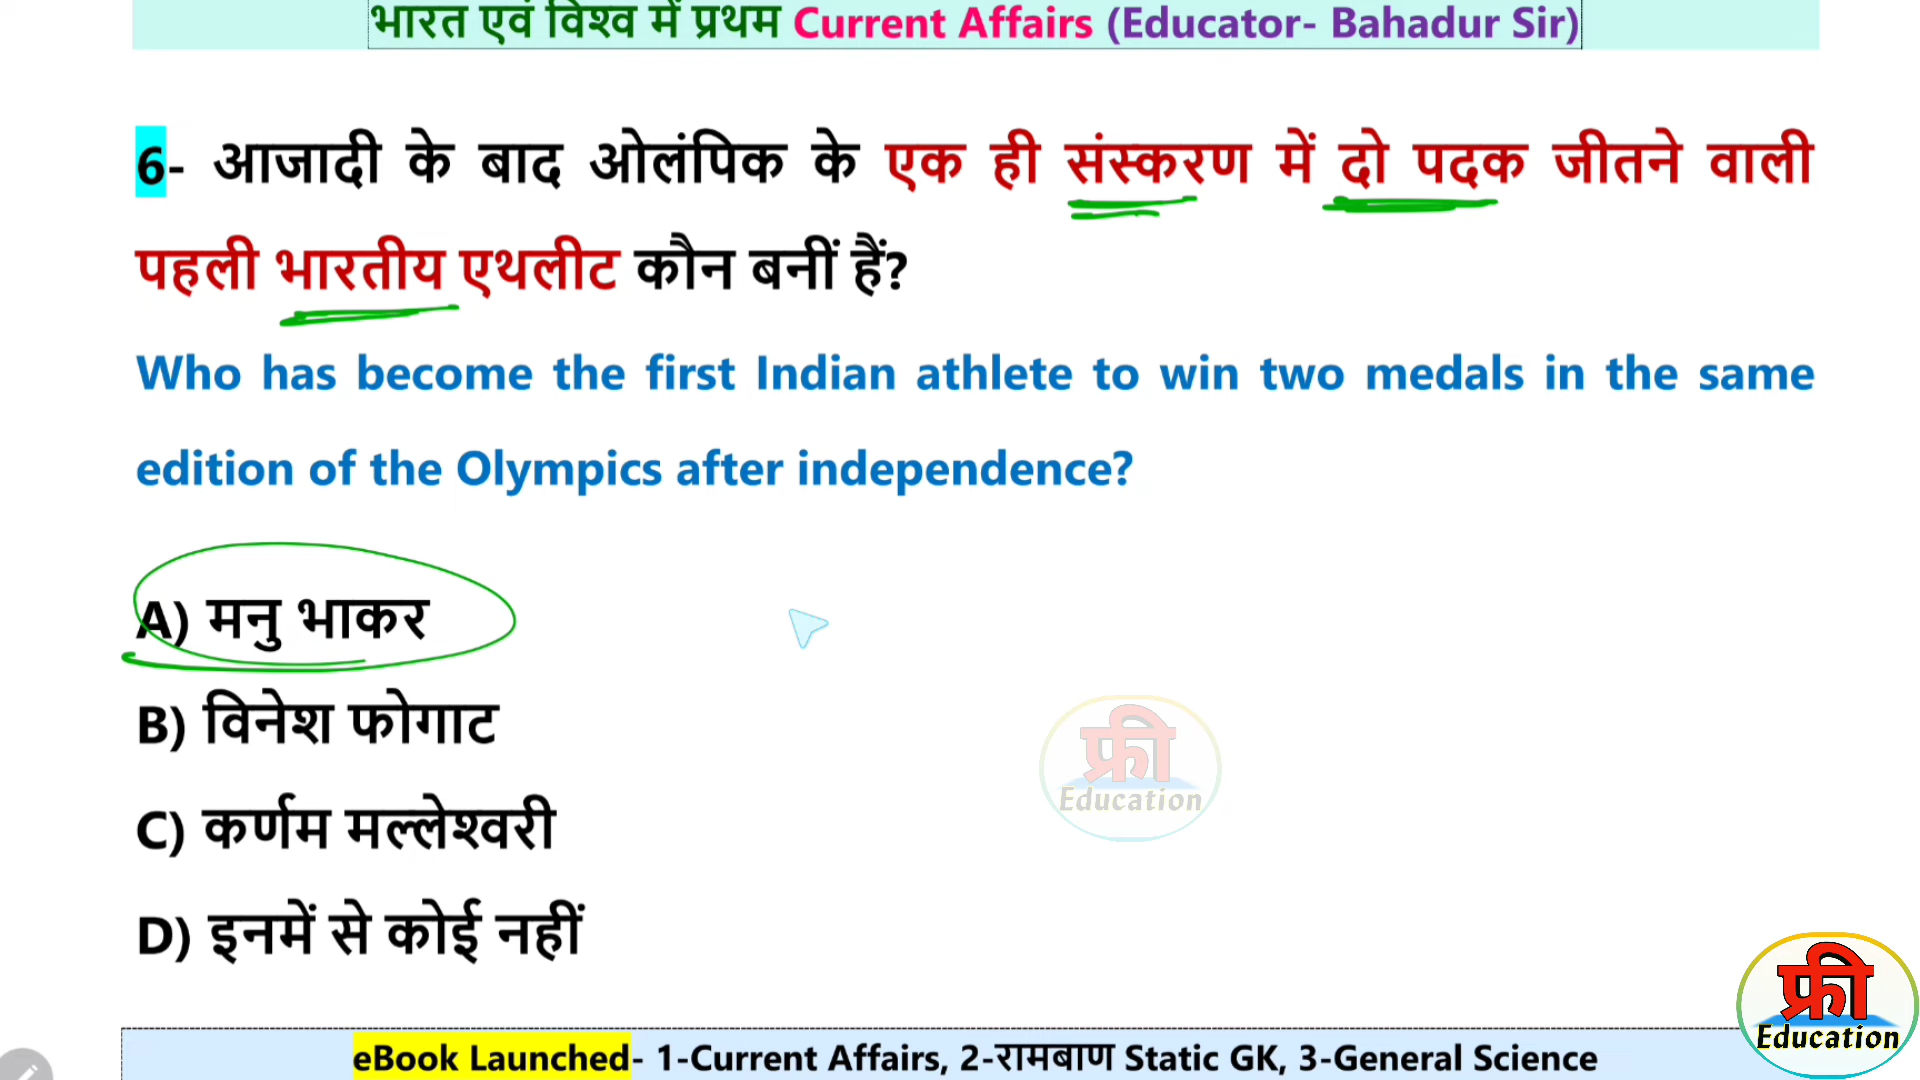 भारत एवं विश्व में प्रथम Current Affairs (Educator- Bahadur Sir)
6- आजादी के बाद ओलंपिक के एक ही संस्करण में दो पदक जीतने वाली
पहली भारतीय एथलीट कौन बनीं हैं?
Who has become the first Indian athlete to win two medals in the same
edition of the Olympics after independence?
A) मनु भाकर
B) विनेश फोगाट
फ्री
Education
C) कर्णम मल्लेश्वरी
D) इनमें से कोई नहीं
फ्री
Education
eBook Launched- 1-Current Affairs, 2-रामबाण Static GK, 3-General Science